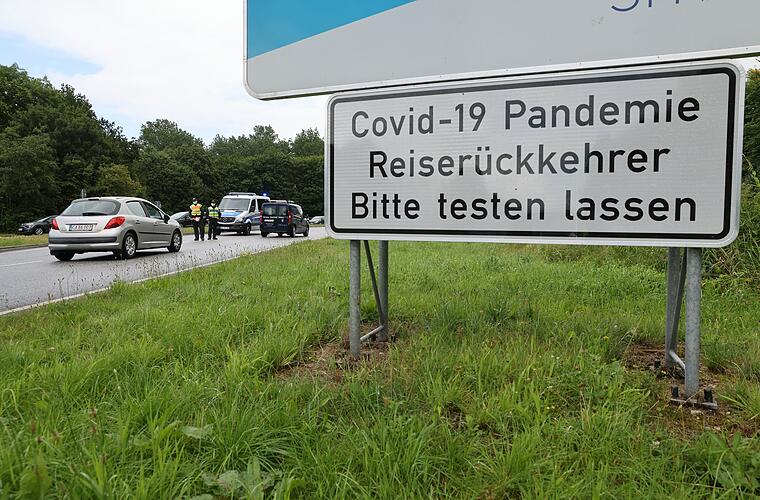 Covid-19 Pandemie
Reiserückkehrer
Bitte testen lassen